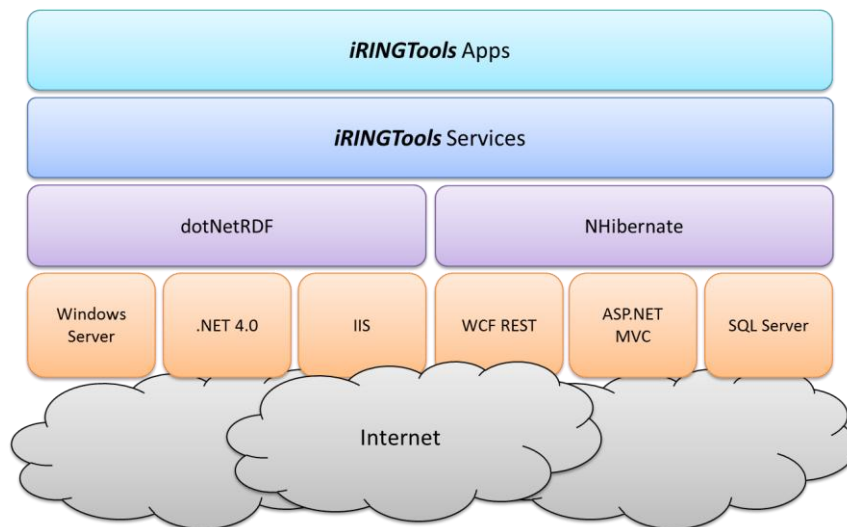 iRINGTools Apps
iRINGTools Services
dotNetRDF
NHibernate
Windows
Server
.NET 4.0
IIS
WCF REST
ASP.NET
MVC
SQL Server
Internet